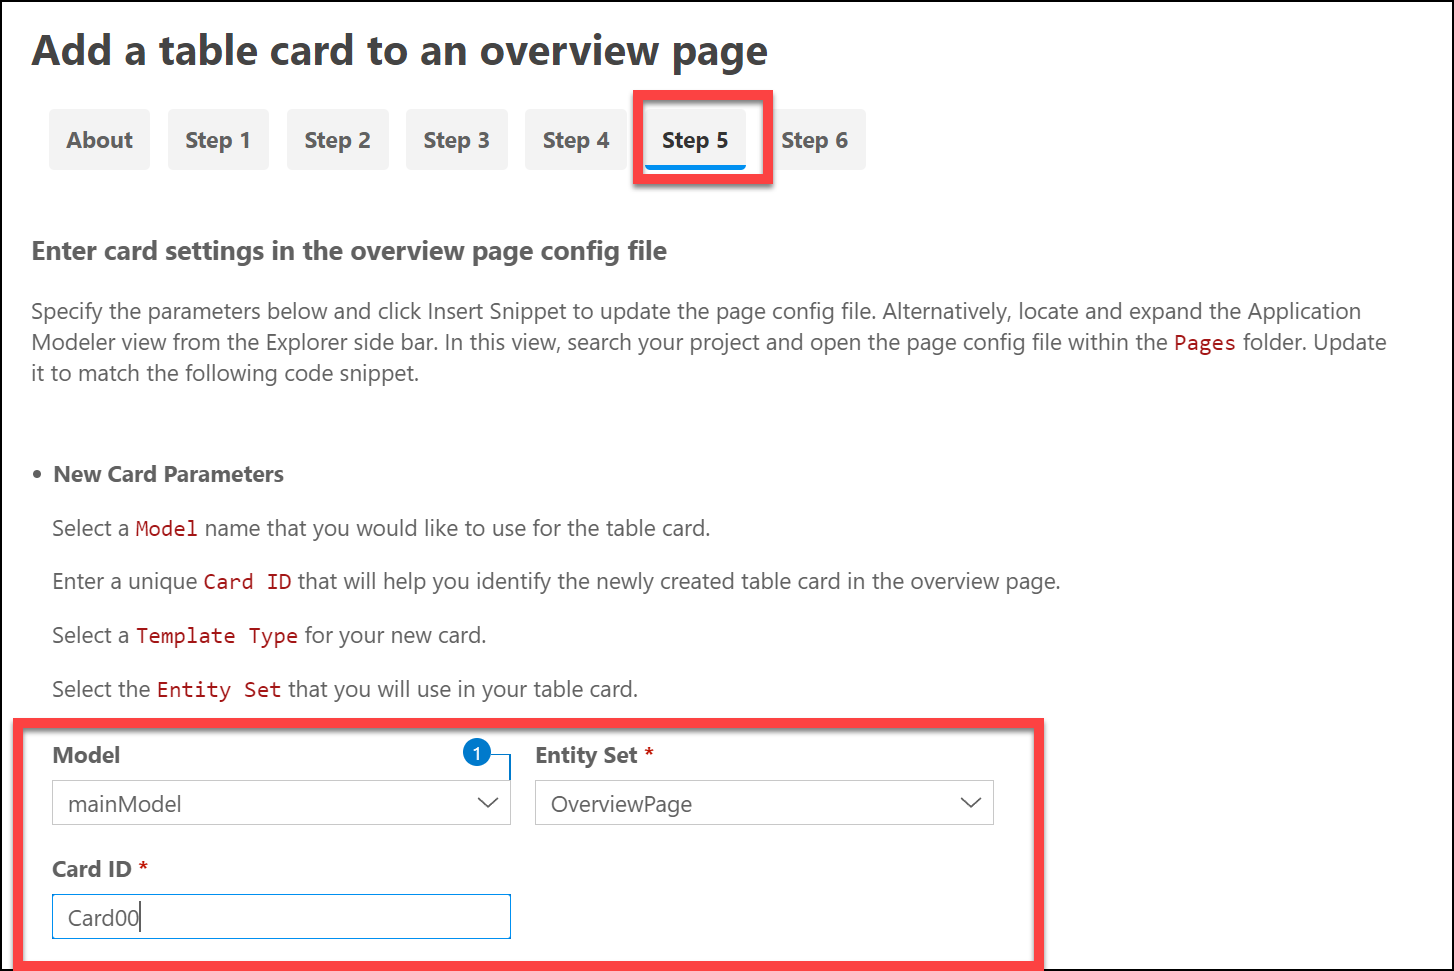 Add a table card to an overview page
About Step 1 Step 2 Step 3 Step 4 Step 5 Step 6
Enter card settings in the overview page config file
Specify the parameters below and click Insert Snippet to update the page config file. Alternatively, locate and expand the Application
Modeler view from the Explorer side bar. In this view, search your project and open the page config file within the Pages folder. Update
it to match the following code snippet.
• New Card Parameters
Select a Model name that you would like to use for the table card.
Enter a unique Card ID that will help you identify the newly created table card in the overview page.
Select a Template Type for your new card.
Select the Entity Set that you will use in your table card.
Model 1 Entity Set *
mainModel OverviewPage
Card ID *
Card00